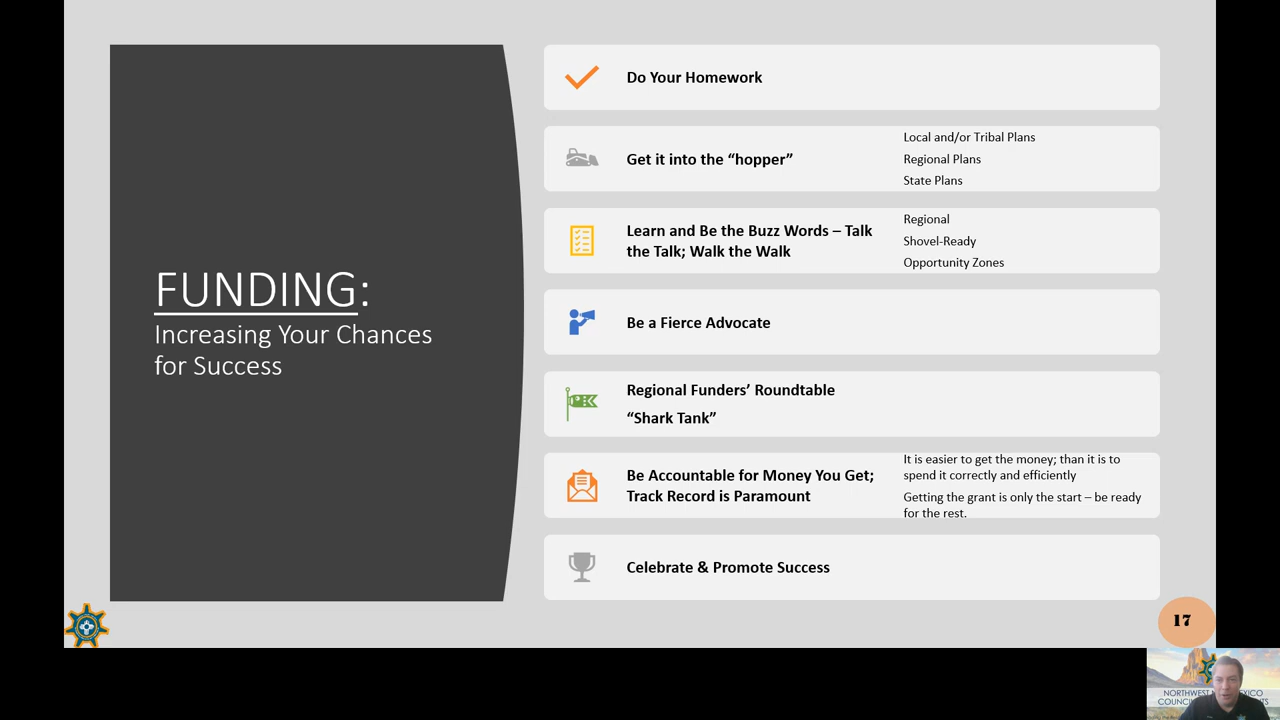 FUNDING:
Increasing Your Chances
for Success
Do Your Homework
Get it into the “hopper”
Local and/or Tribal Plans
Regional Plans
State Plans
Learn and Be the Buzz Words – Talk
the Talk; Walk the Walk
Regional
Shovel-Ready
Opportunity Zones
Be a Fierce Advocate
Regional Funders’ Roundtable
“Shark Tank”
Be Accountable for Money You Get;
Track Record is Paramount
It is easier to get the money; than it is to
spend it correctly and efficiently
Getting the grant is only the start – be ready
for the rest.
Celebrate & Promote Success
17
NORTHWEST